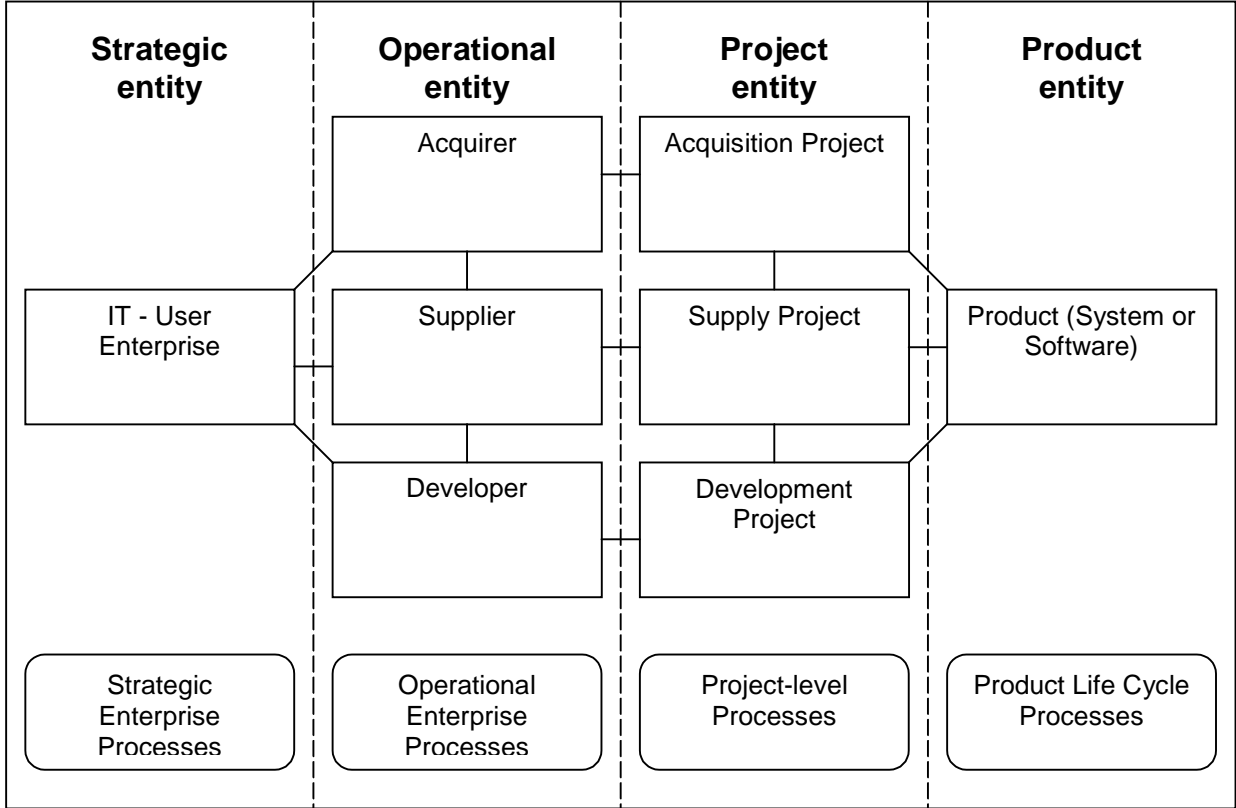 Strategic
entity
Operational
entity
Project
entity
Product
entity
Acquirer
Acquisition Project
IT - User
Enterprise
Supplier
Supply Project
Product (System or
Software)
Developer
Development
Project
Strategic
Enterprise
Processes
Operational
Enterprise
Processes
Project-level
Processes
Product Life Cycle
Processes